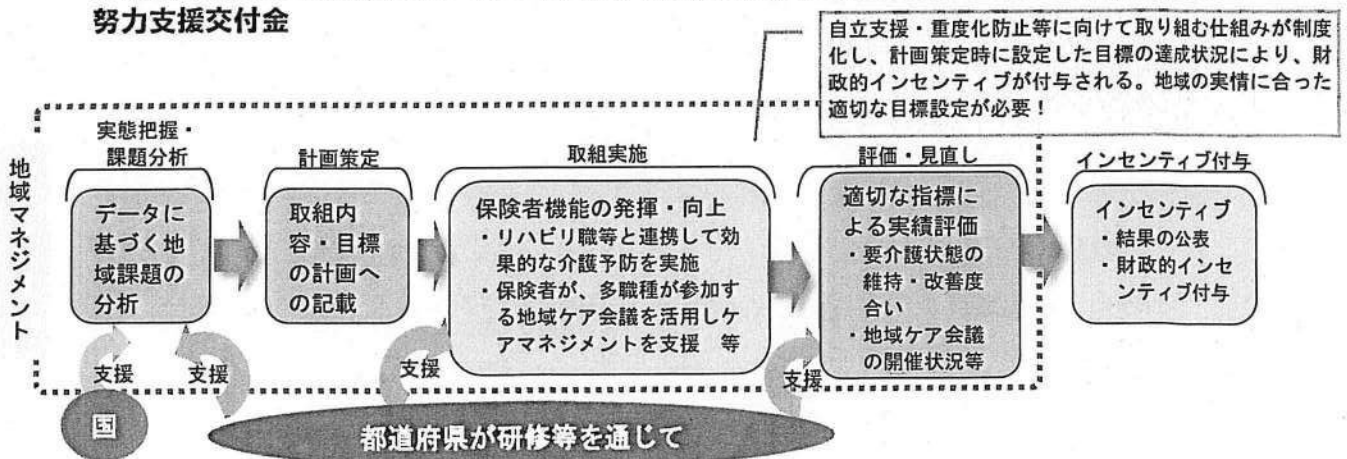 努力支援交付金
自立支援・重度化防止等に向けて取り組む仕組みが制度
化し、計画策定時に設定した目標の達成状況により、財
政的インセンティブが付与される。地域の実情に合った
適切な目標設定が必要！
地域マネジメント
実態把握・
課題分析
データに
基づく地
域課題の
分析
計画策定
取組内
容・目標
の計画へ
の記載
取組実施
保険者機能の発揮・向上
・リハビリ職等と連携して効
果的な介護予防を実施
・保険者が、多職種が参加す
る地域ケア会議を活用しケ
アマネジメントを支援　等
評価・見直し
適切な指標に
よる実績評価
・要介護状態の
維持・改善度
合い
・地域ケア会議
の開催状況等
インセンティブ付与
インセンティブ
・結果の公表
・財政的インセ
ンティブ付与
支援
支援
支援
支援
国
都道府県が研修等を通じて